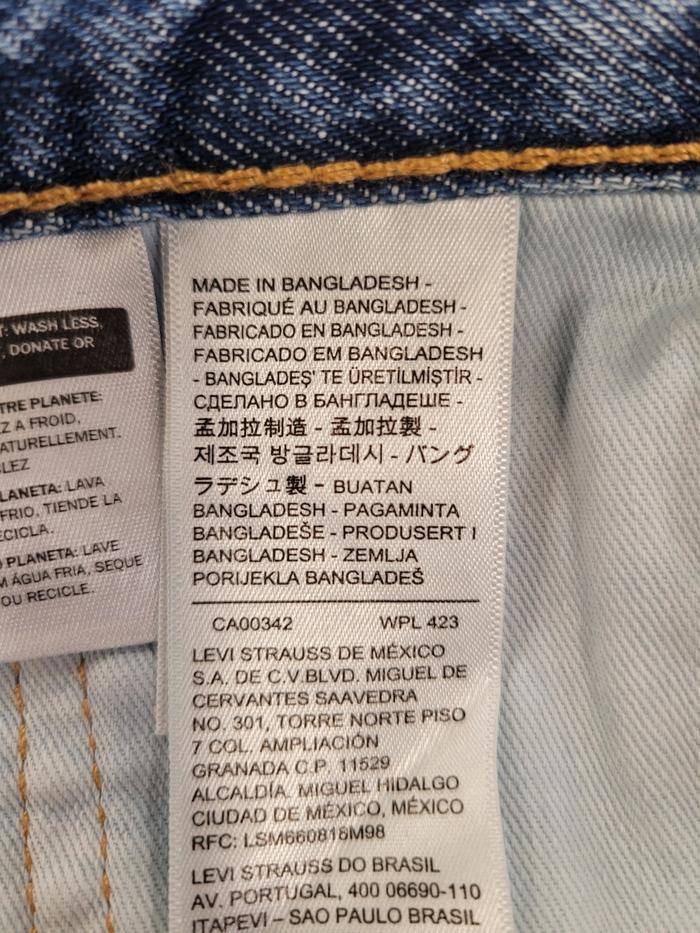 T: WASH LESS,
, DONATE OR
TRE PLANETE:
Z A FROID,
ATURELLEMENT.
LEZ
LANETA: LAVA
FRIO, TIENDE LA
ECICLA.
O PLANETA: LAVE
M ÁGUA FRIA, SEQUE
OU RECICLE.
MADE IN BANGLADESH -
FABRIQUÉ AU BANGLADESH -
FABRICADO EN BANGLADESH -
FABRICADO EM BANGLADESH
- BANGLADEŞ' TE ÜRETİLMİŞTİR -
СДЕЛАНО В БАНГЛАДЕШЕ -
孟加拉制造 - 孟加拉製 -
제조국 방글라데시 - バング
ラデシュ製 - BUATAN
BANGLADESH - PAGAMINTA
BANGLADEŠE - PRODUSERT I
BANGLADESH - ZEMLJA
PORIJEKLA BANGLADEŠ
CA00342 WPL 423
LEVI STRAUSS DE MÉXICO
S.A. DE C.V.BLVD. MIGUEL DE
CERVANTES SAAVEDRA
NO. 301, TORRE NORTE PISO
7 COL. AMPLIACIÓN
GRANADA C.P. 11529
ALCALDÍA. MIGUEL HIDALGO
CIUDAD DE MÉXICO, MÉXICO
RFC: LSM660818M98
LEVI STRAUSS DO BRASIL
AV. PORTUGAL, 400 06690-110
ITAPEVI – SAO PAULO BRASIL